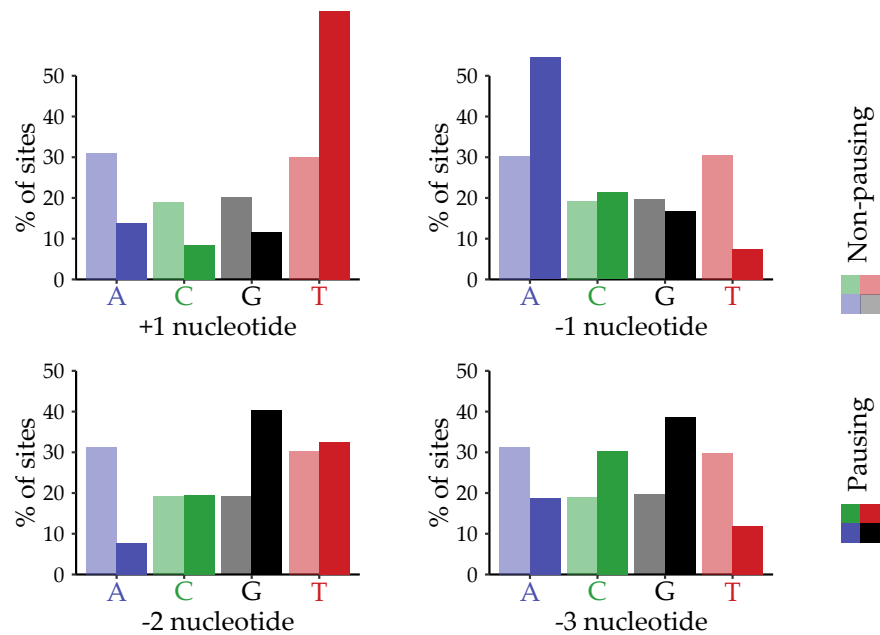 % of sites
50
40
30
20
10
0
A C G T
+1 nucleotide
% of sites
50
40
30
20
10
0
A C G T
-1 nucleotide
Non-pausing
% of sites
50
40
30
20
10
0
A C G T
-2 nucleotide
% of sites
50
40
30
20
10
0
A C G T
-3 nucleotide
Pausing